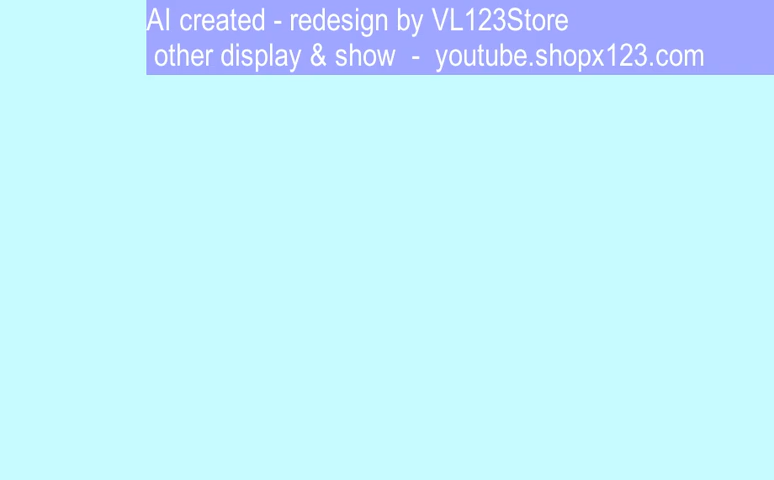 AI created - redesign by VL123Store
other display & show - youtube.shopx123.com